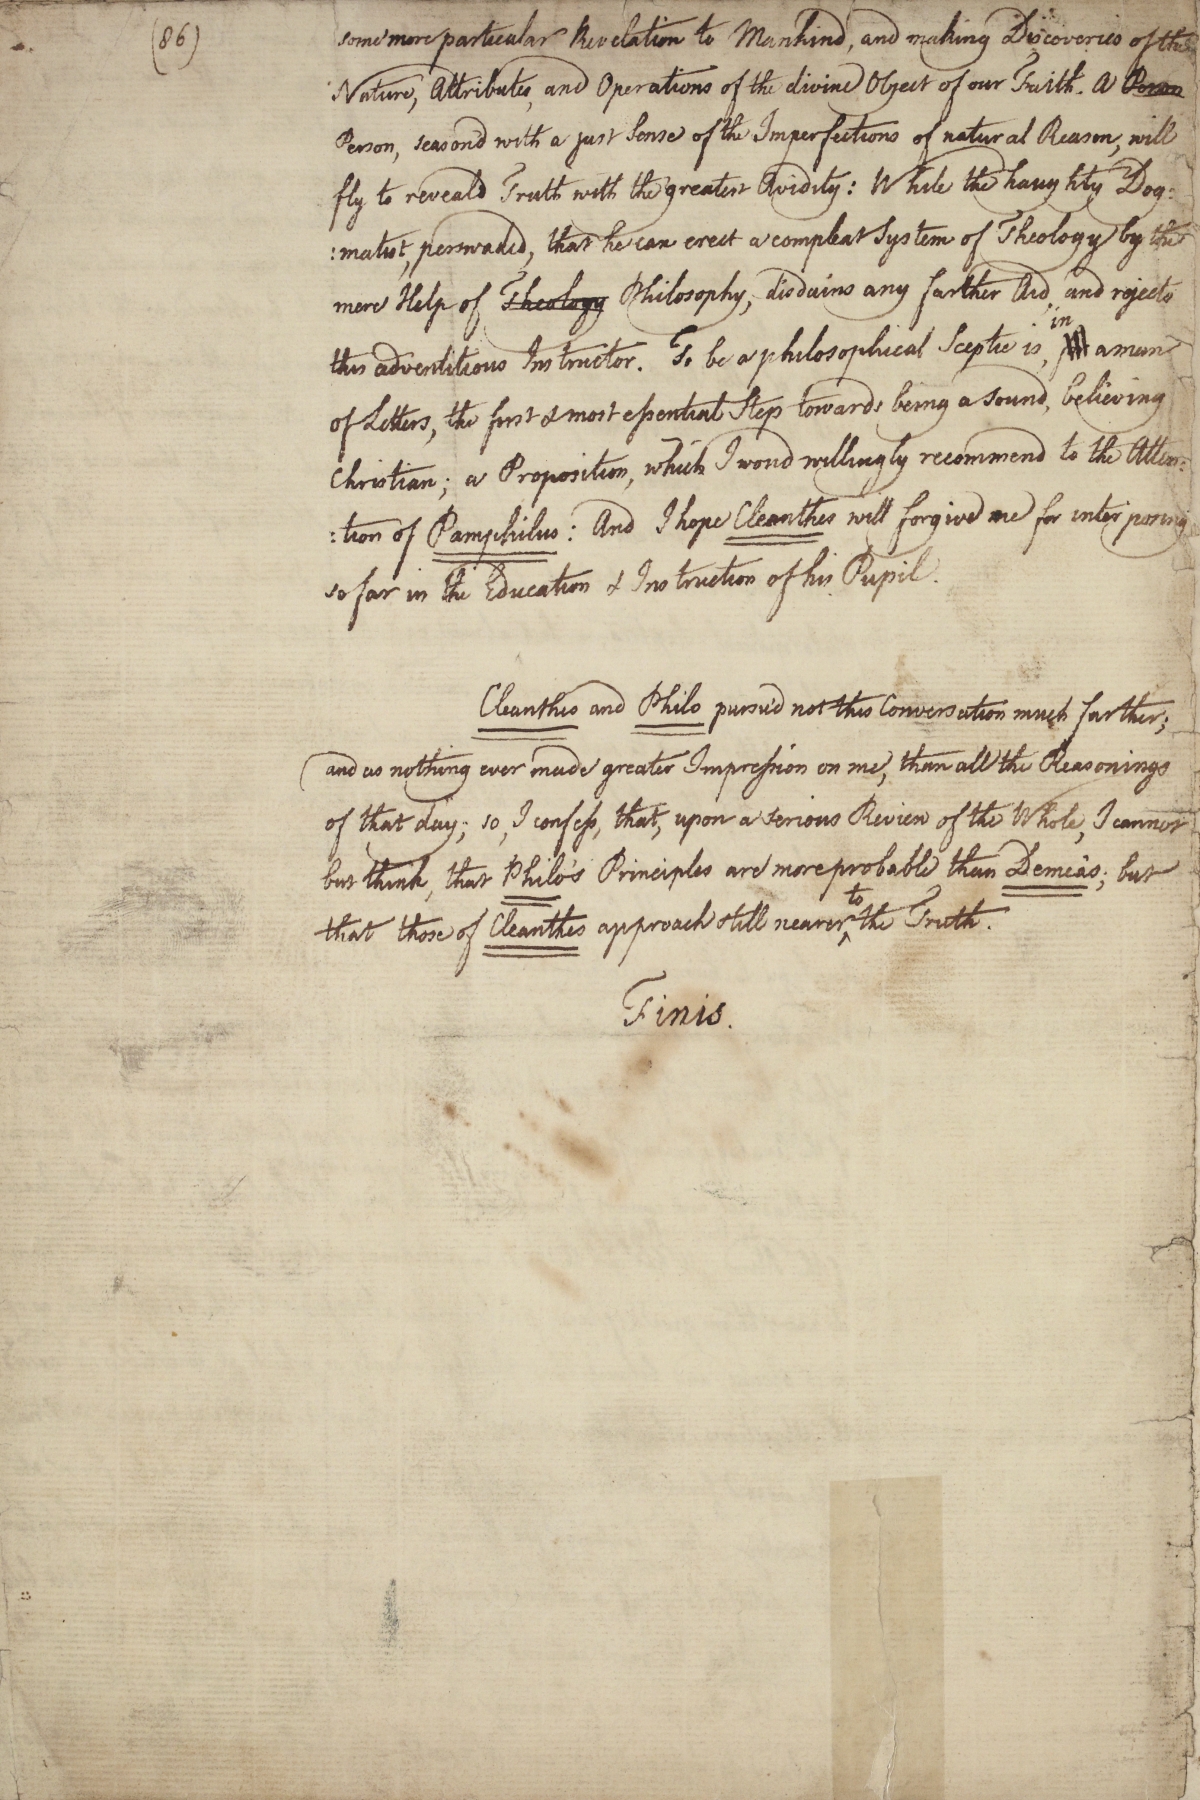 (86)
some more particular Revelation to Mankind, and making Discoveries of the
Nature, Attributes, and Operations of the divine Object of our Faith. A Person
Person, seasond with a just Sense of the Imperfections of natural Reason, will
fly to reveald Truth with the greatest Avidity: While the haughty Dog:
:matist, perswaded, that he can erect a compleat System of Theology by the
mere Help of Theology Philosophy, disdains any farther Aid, and rejects
this adventitious Instructor. To be a philosophical Sceptic is, in a man
of Letters, the first & most essential Step towards being a sound, believing
Christian; a Proposition, which I woud willingly recommend to the Atten:
:tion of Pamphilus: And I hope Cleanthes will forgive me for interposing
so far in the Education & Instruction of his Pupil.
Cleanthes and Philo pursu'd not this Conversation much farther;
and as nothing ever made greater Impression on me, than all the Reasonings
of that day; so, I confess, that, upon a serious Review of the Whole, I cannot
but think, that Philo's Principles are more probable than Demea's; but
that those of Cleanthes approach still nearer to the Truth.
Finis.